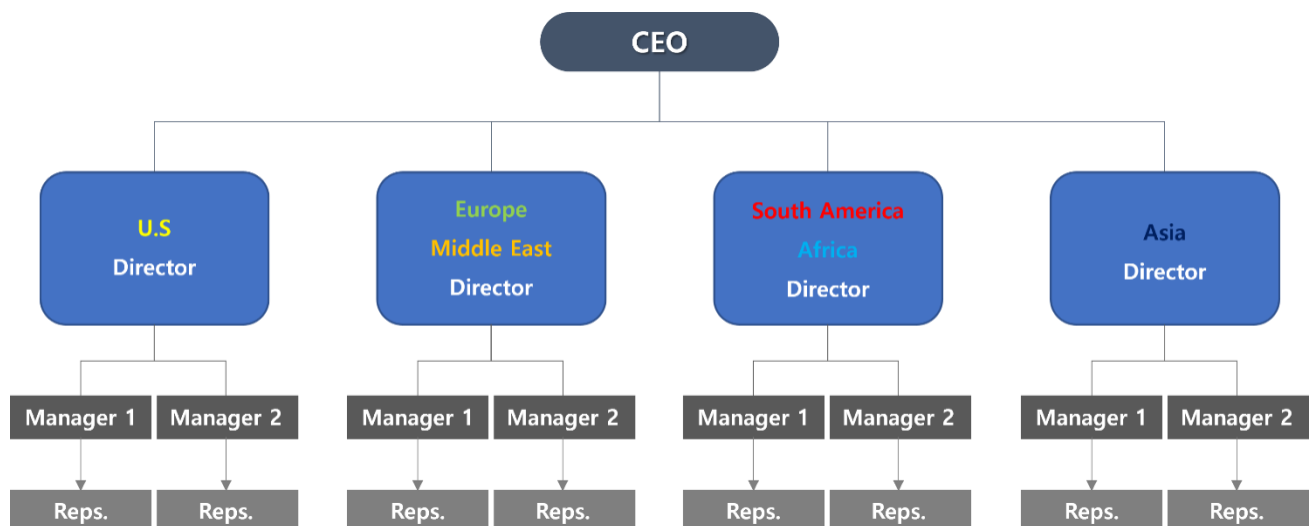 CEO
U.S
Director
Europe
Middle East
Director
South America
Africa
Director
Asia
Director
Manager 1
Manager 2
Manager 1
Manager 2
Manager 1
Manager 2
Manager 1
Manager 2
Reps.
Reps.
Reps.
Reps.
Reps.
Reps.
Reps.
Reps.